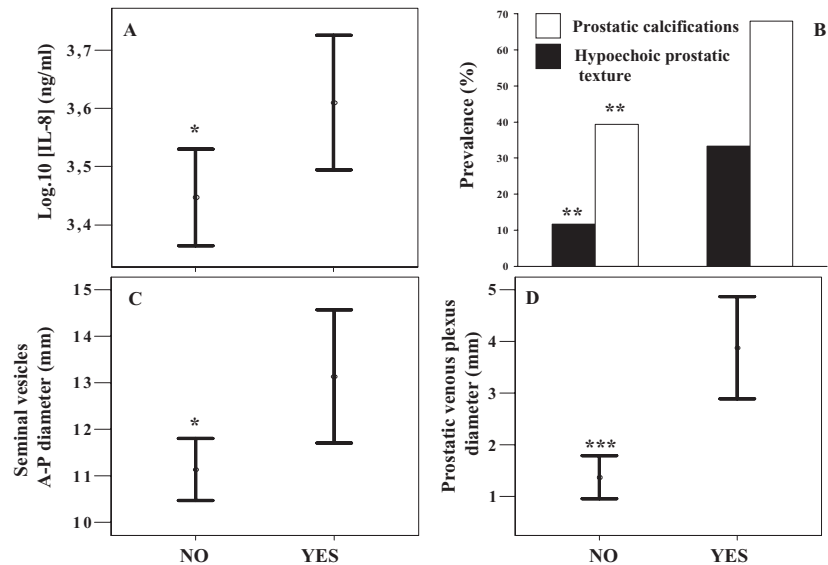 A
Log.10 [IL-8] (ng/ml)
3,7
3,6
3,5
3,4
*
B
Prevalence (%)
70
60
50
40
30
20
10
0
Prostatic calcifications
Hypoechoic prostatic
texture
**
**
C
Seminal vesicles
A-P diameter (mm)
15
14
13
12
11
10
*
NO
YES
D
Prostatic venous plexus
diameter (mm)
5
4
3
2
1
***
NO
YES